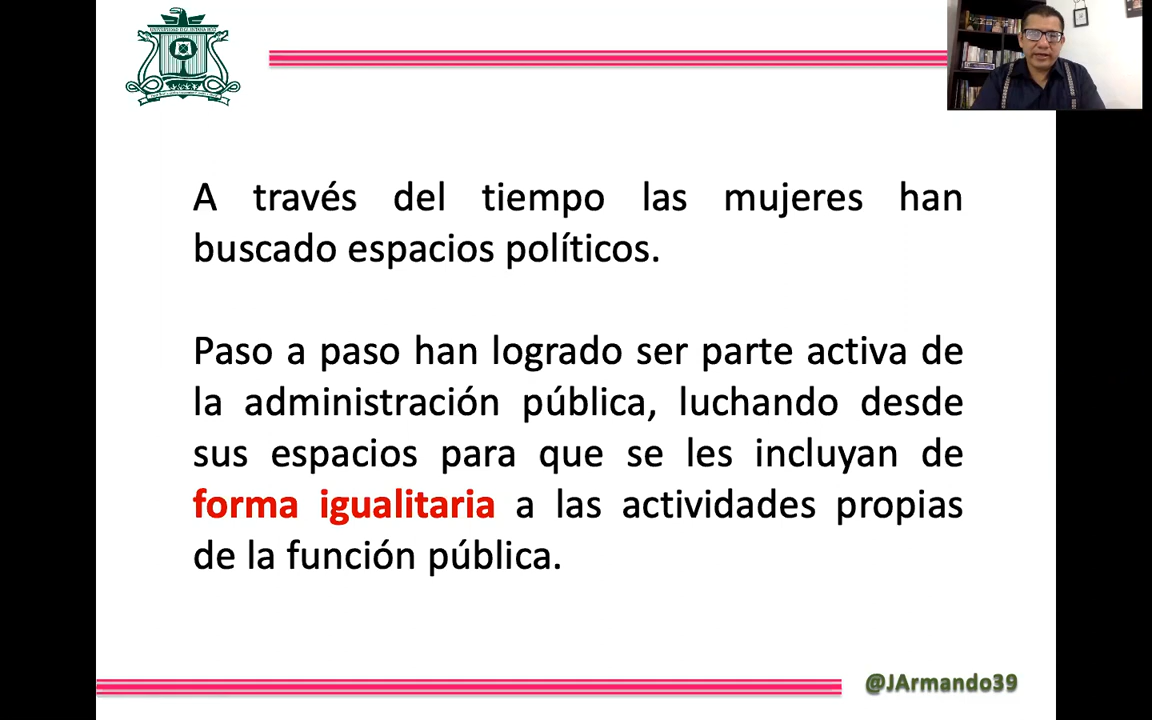 A través del tiempo las mujeres han
buscado espacios políticos.
Paso a paso han logrado ser parte activa de
la administración pública, luchando desde
sus espacios para que se les incluyan de
forma igualitaria a las actividades propias
de la función pública.
@JArmando39